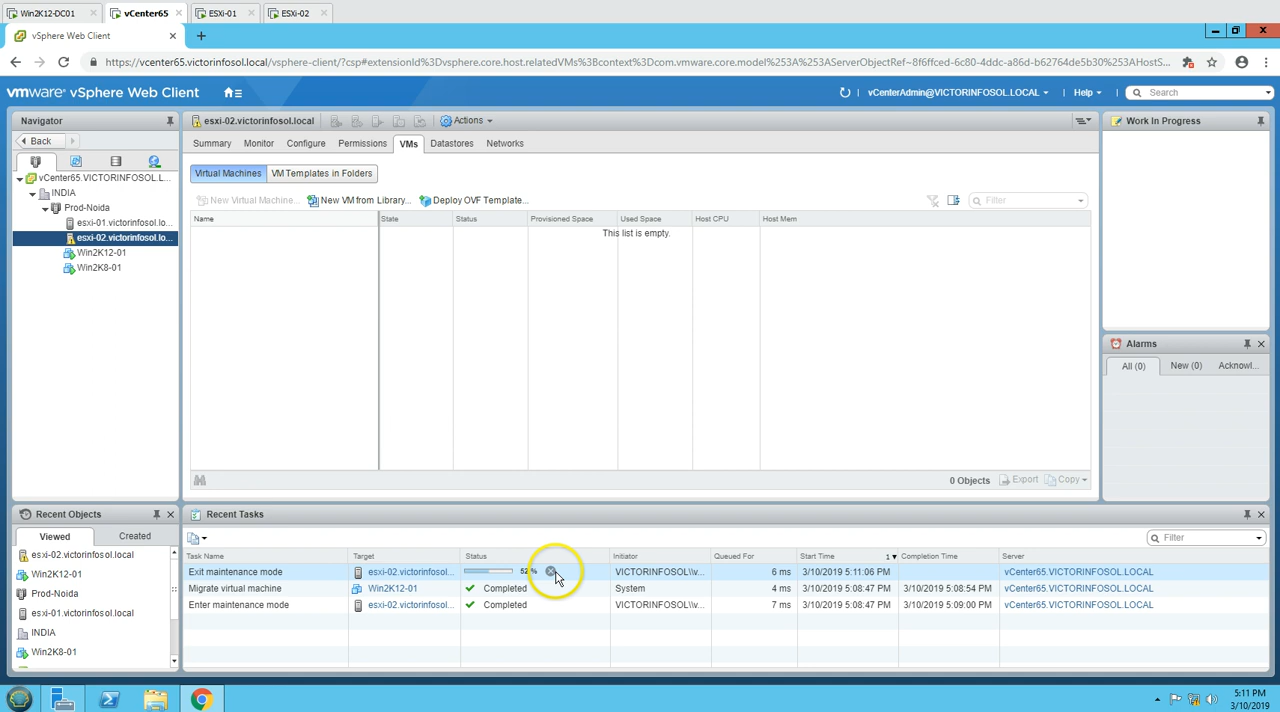 Win2K12-DC01
vCenter65
ESXi-01
ESXi-02
vSphere Web Client
https://vcenter65.victorinfosol.local/vsphere-client/?csp#extensionId%3Dvsphere.core.host.relatedVMs%3Bcontext%3Dcom.vmware.core.model%253A%253AServerObjectRef~8f6ffced-6c80-4ddc-a86d-b62764de5b30%253AHostS...
vmware® vSphere Web Client
vCenterAdmin@VICTORINFOSOL.LOCAL
Help
Search
Navigator
Back
vCenter65.VICTORINFOSOL.L...
INDIA
Prod-Noida
esxi-01.victorinfosol.lo...
esxi-02.victorinfosol.lo...
Win2K12-01
Win2K8-01
esxi-02.victorinfosol.local
Actions
Summary Monitor Configure Permissions VMs Datastores Networks
Virtual Machines VM Templates in Folders
New Virtual Machine... New VM from Library... Deploy OVF Template...
Filter
Name State Status Provisioned Space Used Space Host CPU Host Mem
This list is empty.
0 Objects Export Copy
Work In Progress
Alarms
All (0) New (0) Acknowl...
Recent Objects
Viewed Created
esxi-02.victorinfosol.local
Win2K12-01
Prod-Noida
esxi-01.victorinfosol.local
INDIA
Win2K8-01
Recent Tasks
Filter
Task Name Target Status Initiator Queued For Start Time 1 Completion Time Server
Exit maintenance mode esxi-02.victorinfosol... 52 % VICTORINFOSOL\\v... 6 ms 3/10/2019 5:11:06 PM vCenter65.VICTORINFOSOL.LOCAL
Migrate virtual machine Win2K12-01 Completed System 4 ms 3/10/2019 5:08:47 PM 3/10/2019 5:08:54 PM vCenter65.VICTORINFOSOL.LOCAL
Enter maintenance mode esxi-02.victorinfosol... Completed VICTORINFOSOL\\v... 7 ms 3/10/2019 5:08:47 PM 3/10/2019 5:09:00 PM vCenter65.VICTORINFOSOL.LOCAL
5:11 PM
3/10/2019